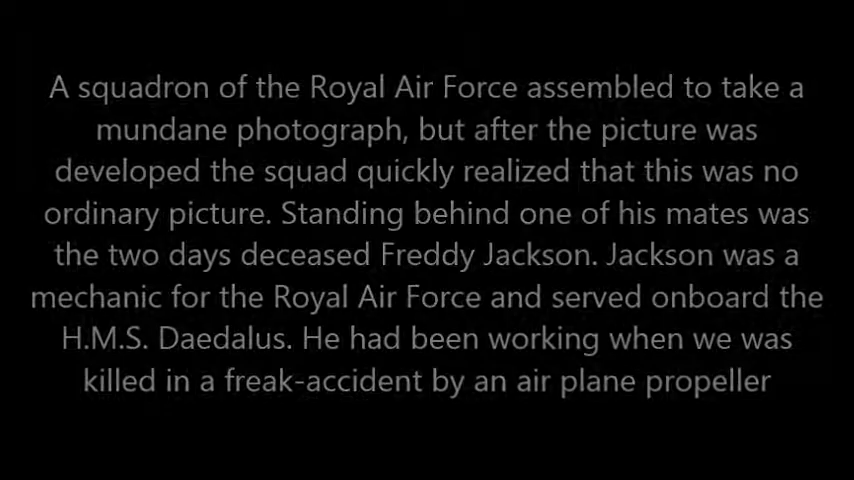 A squadron of the Royal Air Force assembled to take a
mundane photograph, but after the picture was
developed the squad quickly realized that this was no
ordinary picture. Standing behind one of his mates was
the two days deceased Freddy Jackson. Jackson was a
mechanic for the Royal Air Force and served onboard the
H.M.S. Daedalus. He had been working when we was
killed in a freak-accident by an air plane propeller